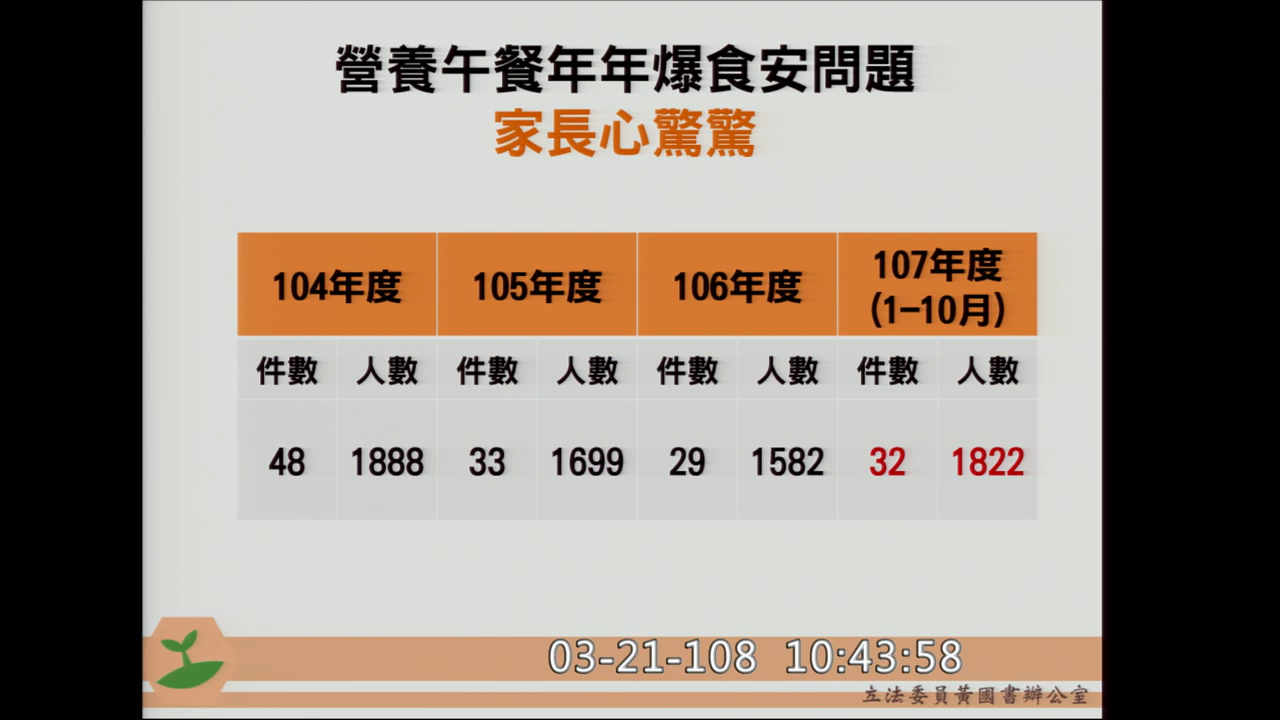 營養午餐年年爆食安問題
家長心驚驚
104年度 105年度 106年度 107年度
(1-10月)
件數 人數 件數 人數 件數 人數 件數 人數
48 1888 33 1699 29 1582 32 1822
03-21-108 10:43:58
立法委員黃國書辦公室